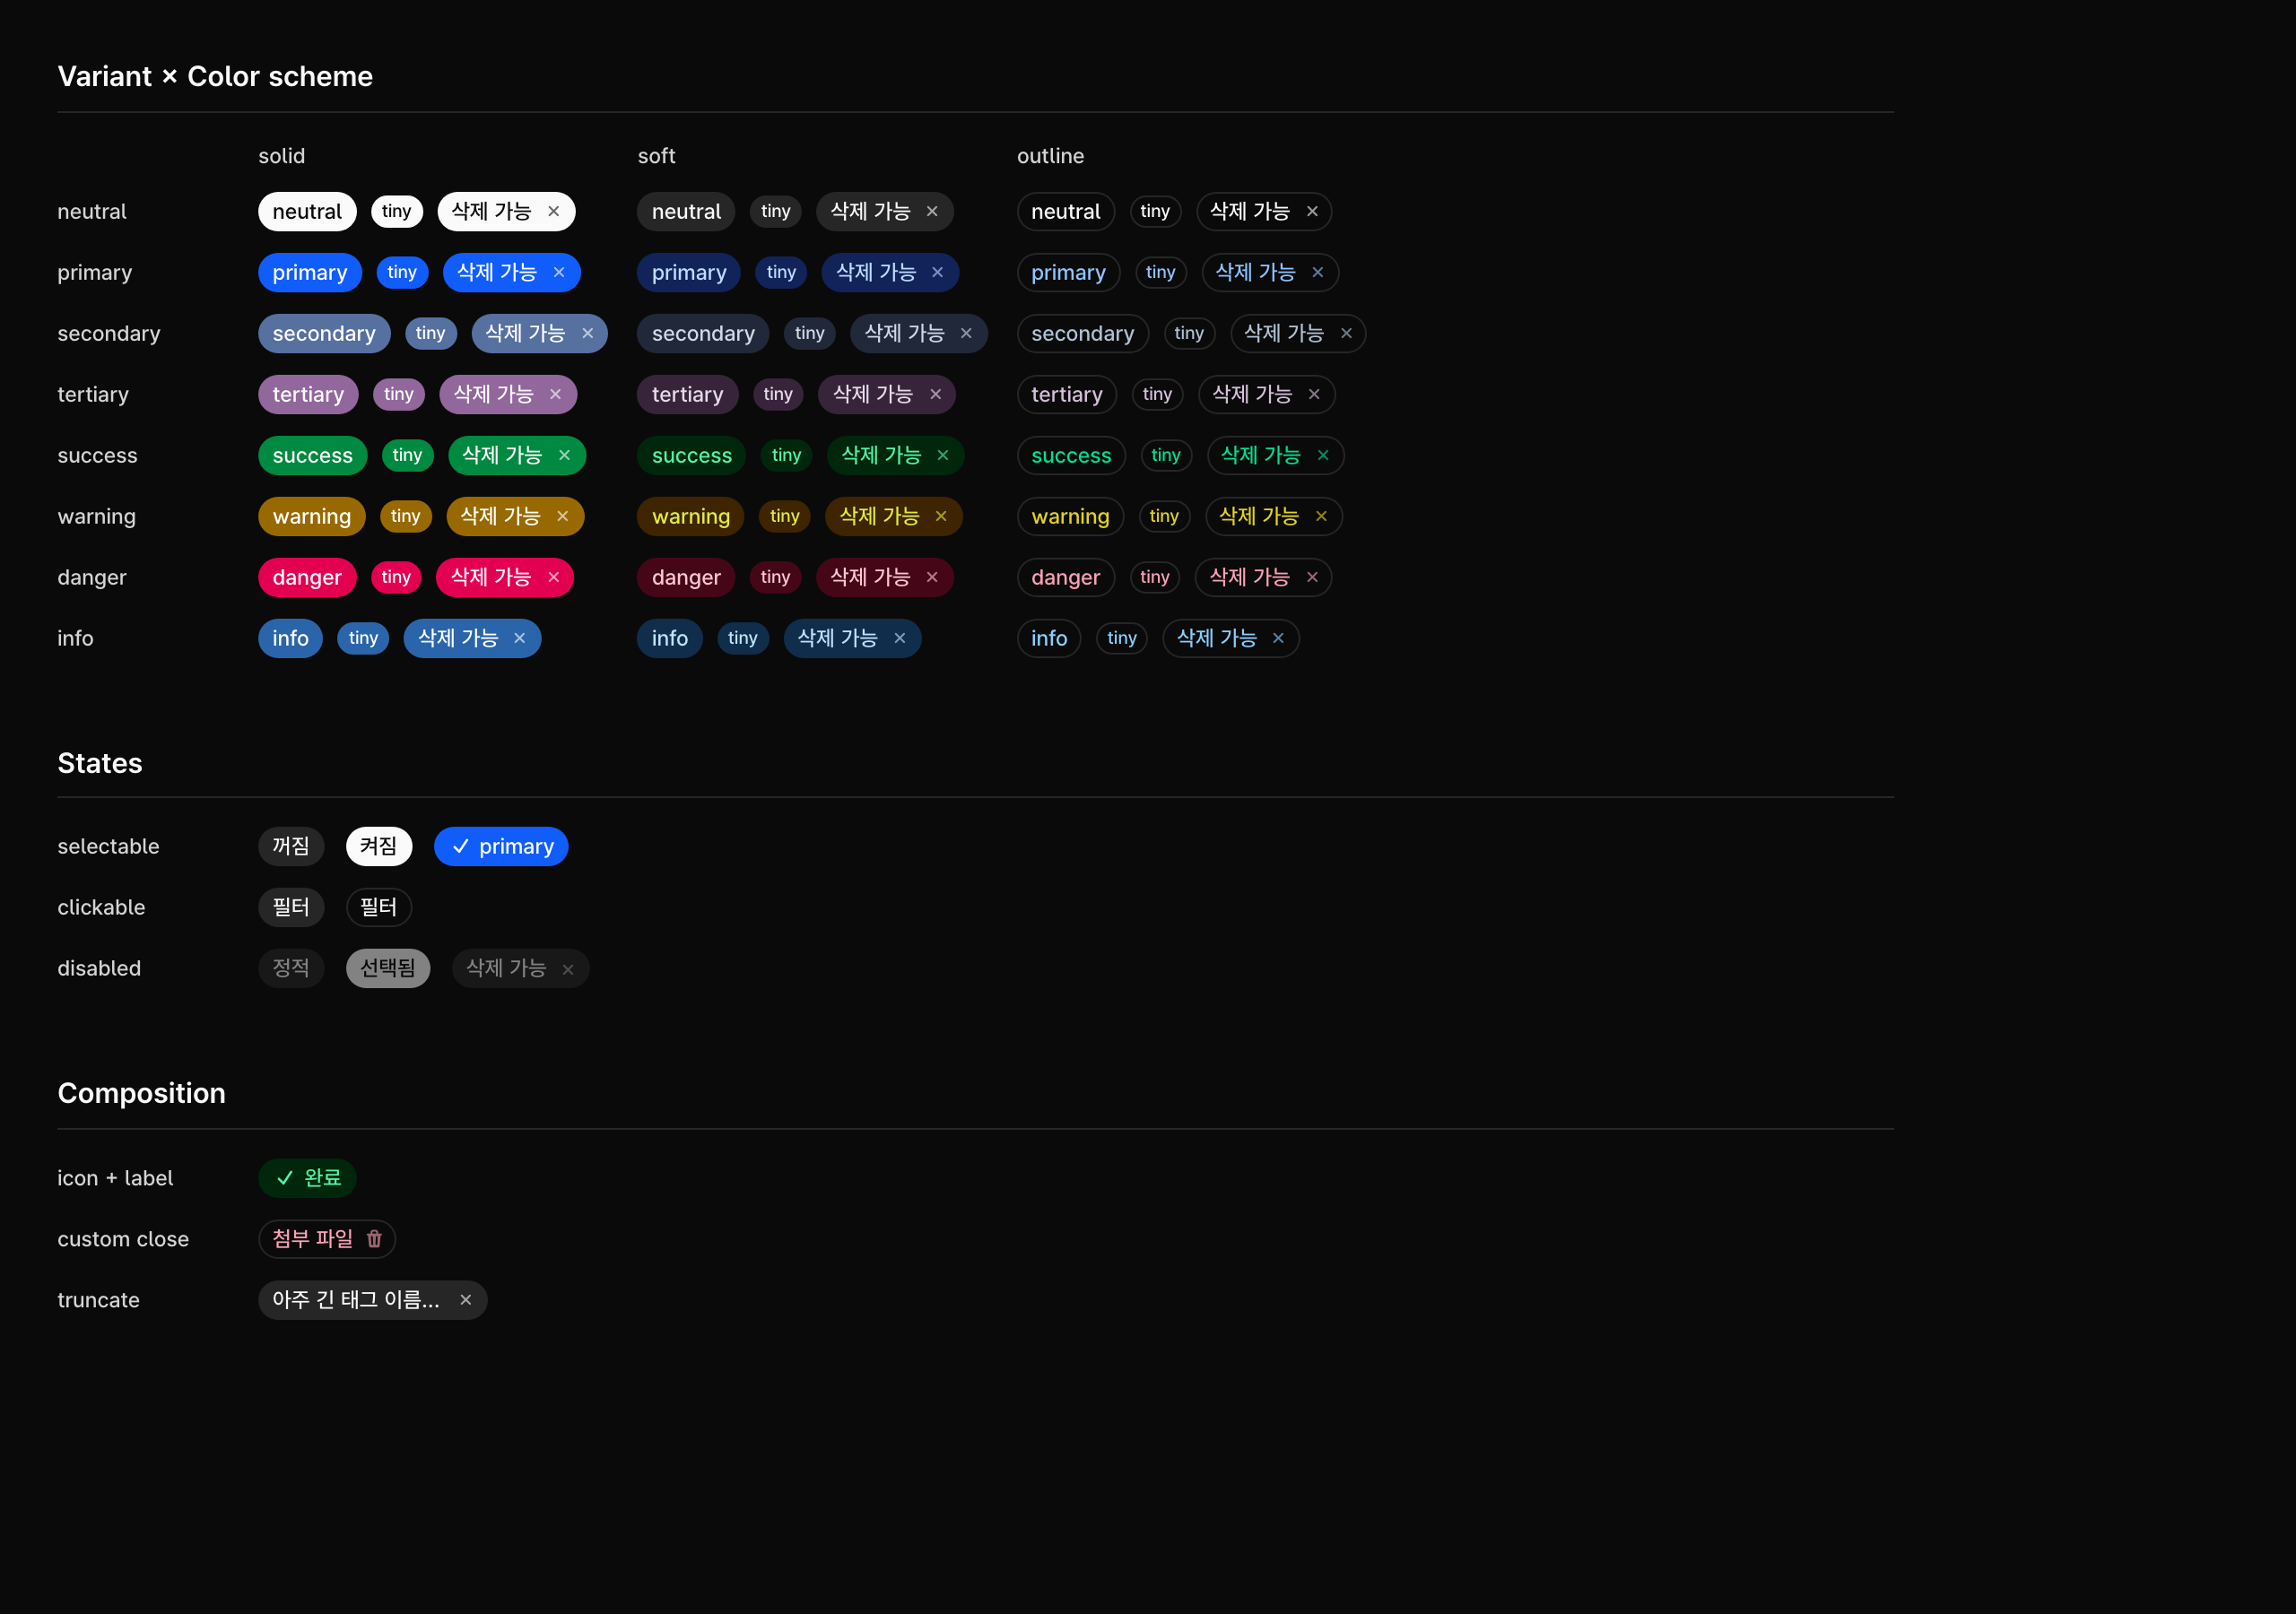 Variant × Color scheme
solid soft outline
neutral neutral tiny 삭제 가능 × neutral tiny 삭제 가능 × neutral tiny 삭제 가능 ×
primary primary tiny 삭제 가능 × primary tiny 삭제 가능 × primary tiny 삭제 가능 ×
secondary secondary tiny 삭제 가능 × secondary tiny 삭제 가능 × secondary tiny 삭제 가능 ×
tertiary tertiary tiny 삭제 가능 × tertiary tiny 삭제 가능 × tertiary tiny 삭제 가능 ×
success success tiny 삭제 가능 × success tiny 삭제 가능 × success tiny 삭제 가능 ×
warning warning tiny 삭제 가능 × warning tiny 삭제 가능 × warning tiny 삭제 가능 ×
danger danger tiny 삭제 가능 × danger tiny 삭제 가능 × danger tiny 삭제 가능 ×
info info tiny 삭제 가능 × info tiny 삭제 가능 × info tiny 삭제 가능 ×
States
selectable 꺼짐 켜짐 ✓ primary
clickable 필터 필터
disabled 정적 선택됨 삭제 가능 ×
Composition
icon + label ✓ 완료
custom close 첨부 파일
truncate 아주 긴 태그 이름... ×